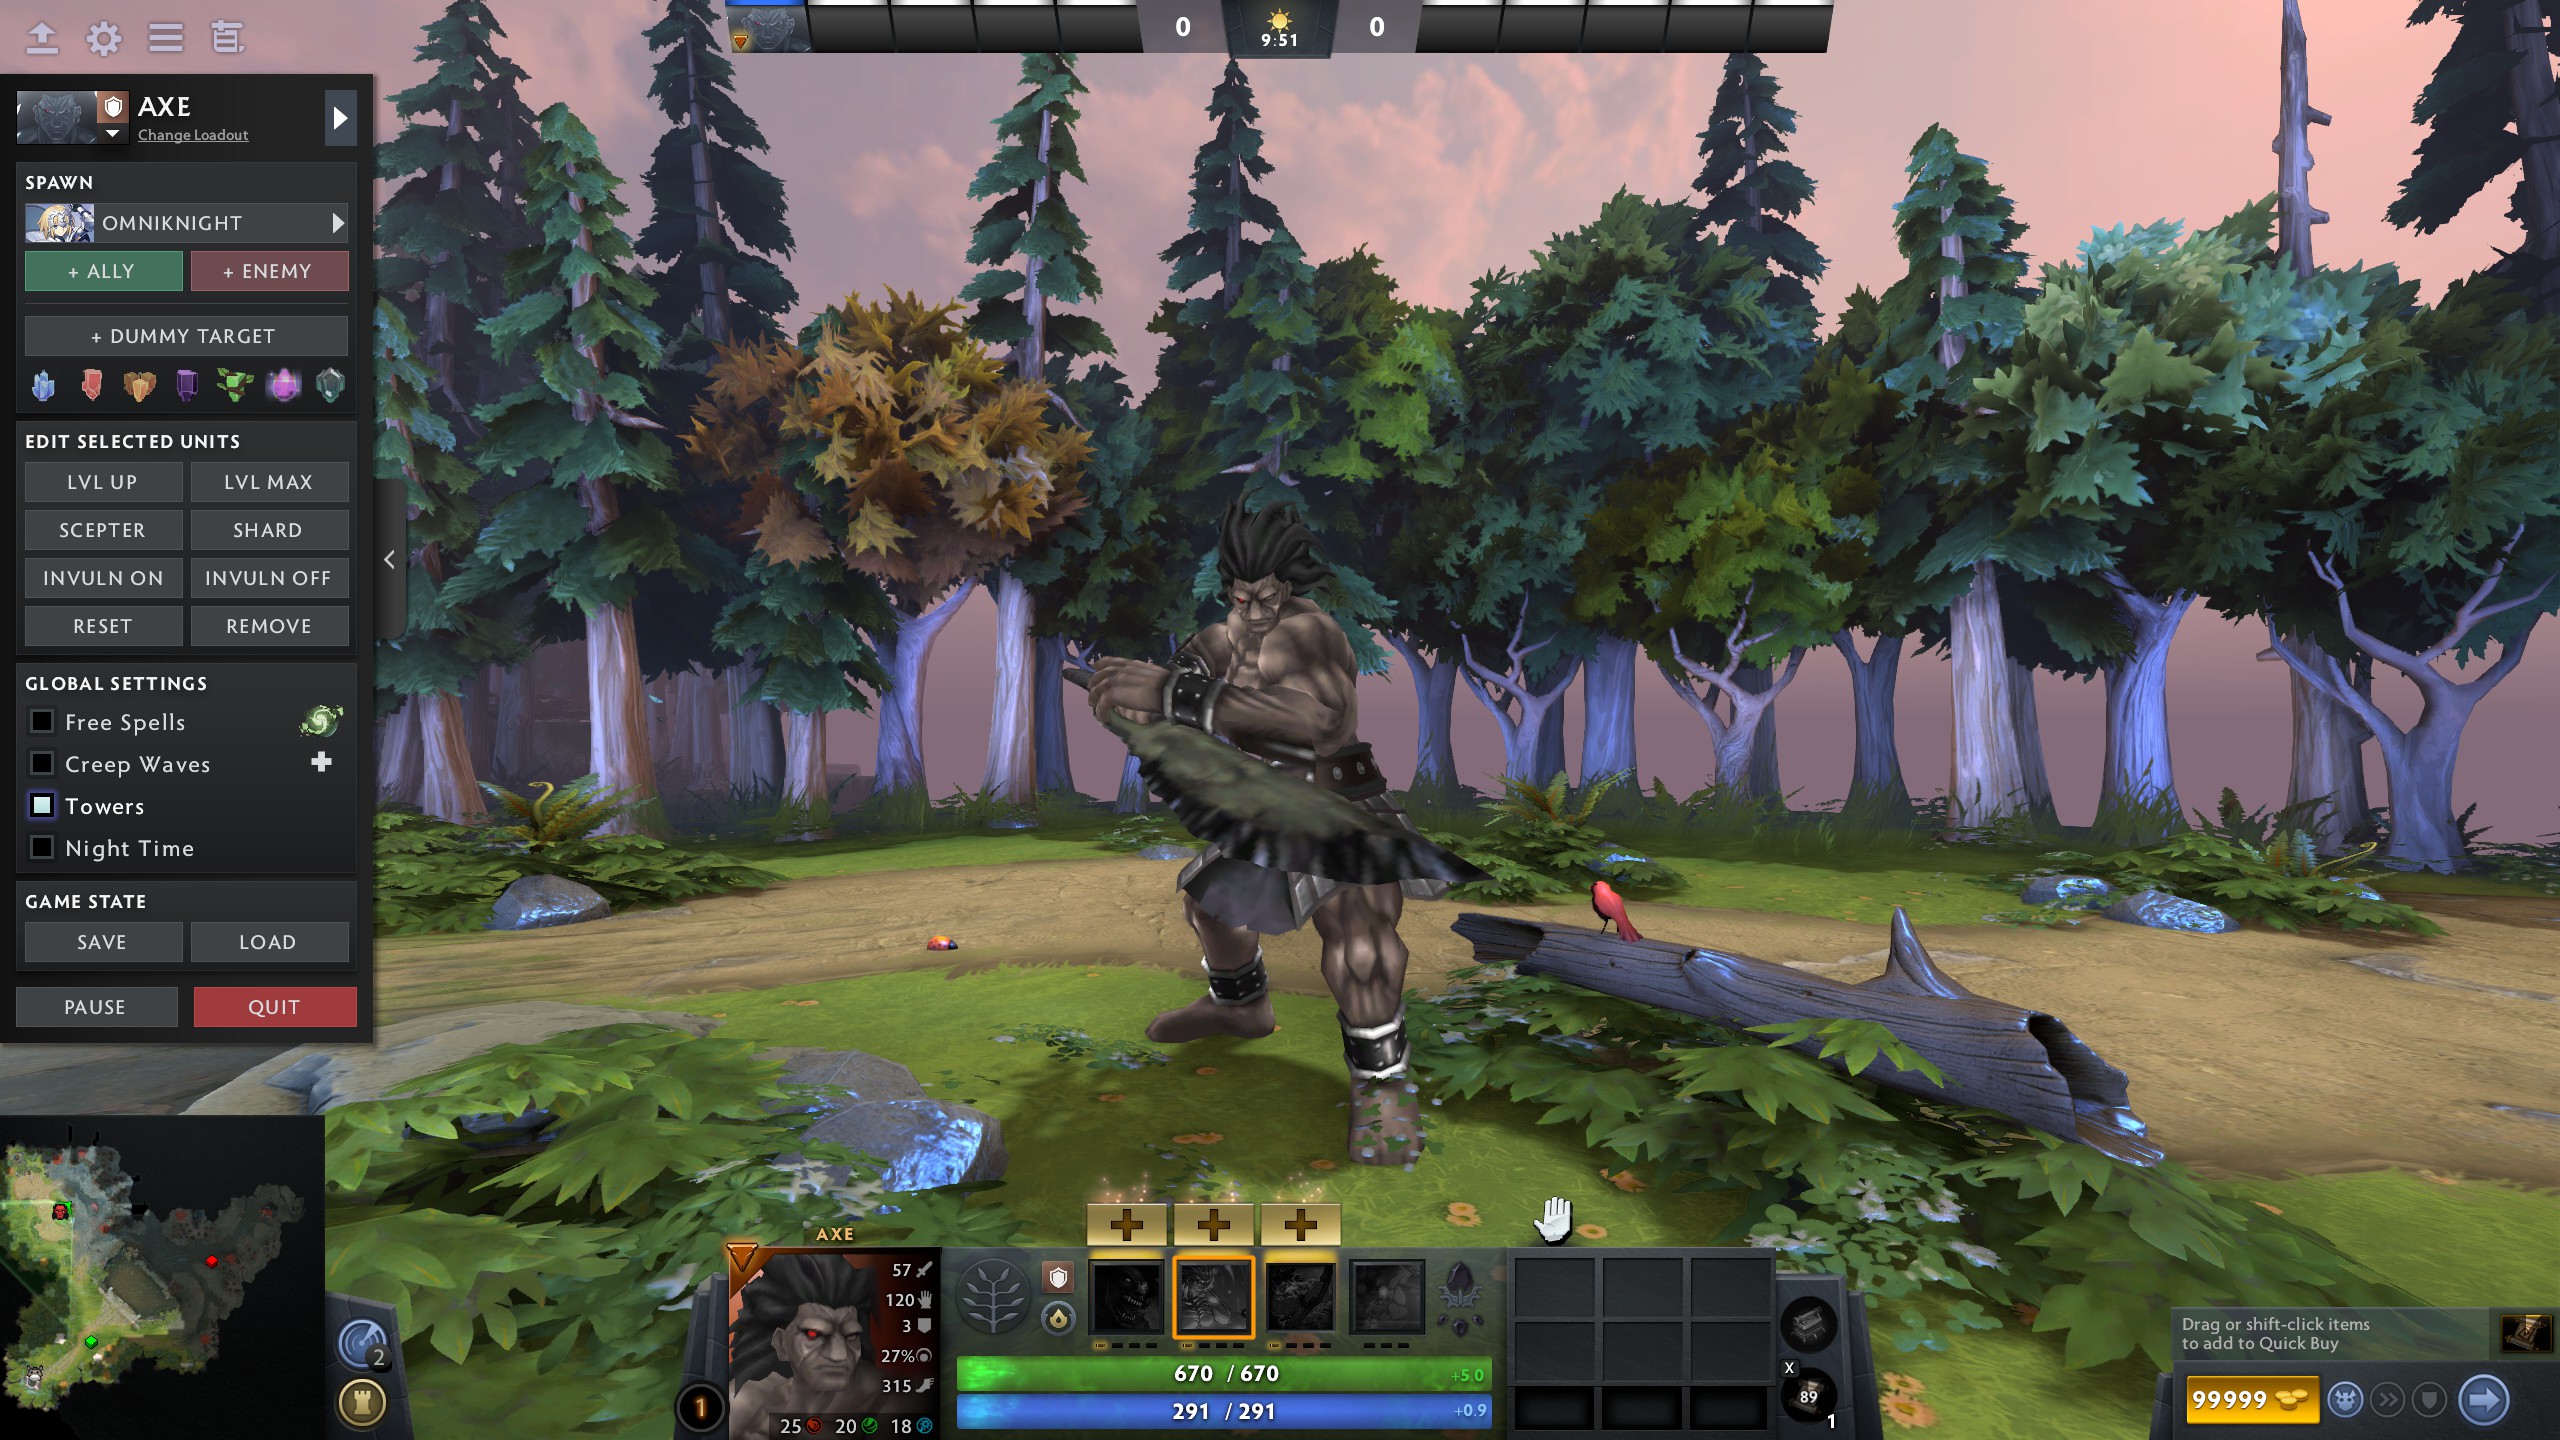 0
9:51
0
AXE
Change Loadout
SPAWN
OMNIKNIGHT
+ ALLY
+ ENEMY
+ DUMMY TARGET
EDIT SELECTED UNITS
LVL UP
LVL MAX
SCEPTER
SHARD
INVULN ON
INVULN OFF
RESET
REMOVE
GLOBAL SETTINGS
Free Spells
Creep Waves
Towers
Night Time
GAME STATE
SAVE
LOAD
PAUSE
QUIT
2
AXE
57
120
3
27%
315
1
25
20
18
670 / 670
+5.0
291 / 291
+0.9
X
89
1
Drag or shift-click items
to add to Quick Buy
99999